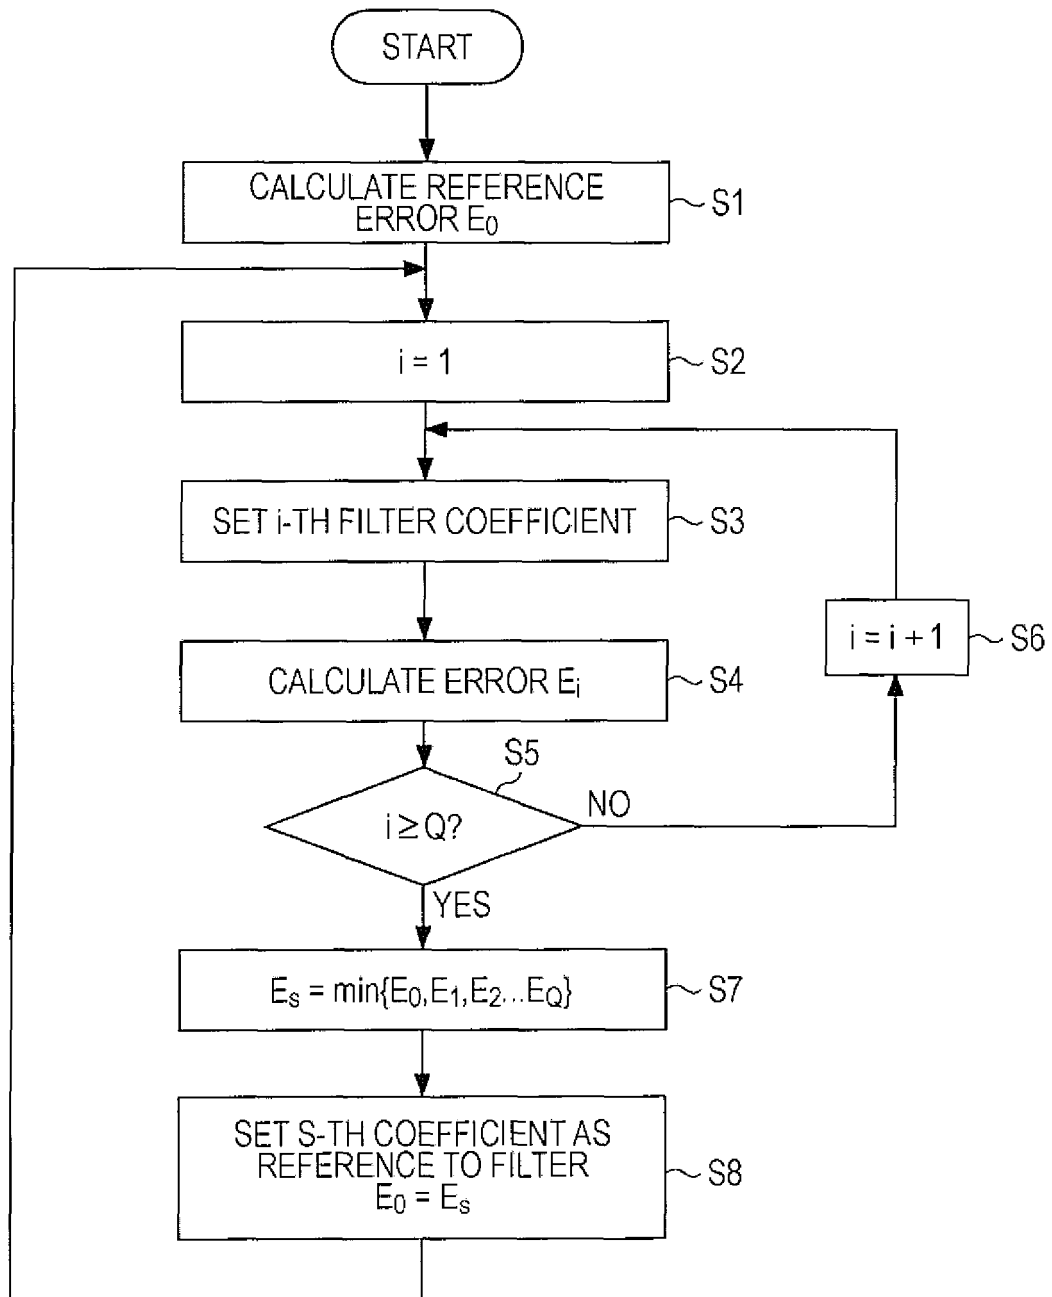 START
CALCULATE REFERENCE
ERROR E₀
S1
i = 1
S2
SET i-TH FILTER COEFFICIENT
S3
i = i + 1
S6
CALCULATE ERROR Eᵢ
S4
S5
i ≥ Q?
NO
YES
Eₛ = min{E₀,E₁,E₂...E_Q}
S7
SET S-TH COEFFICIENT AS
REFERENCE TO FILTER
E₀ = Eₛ
S8